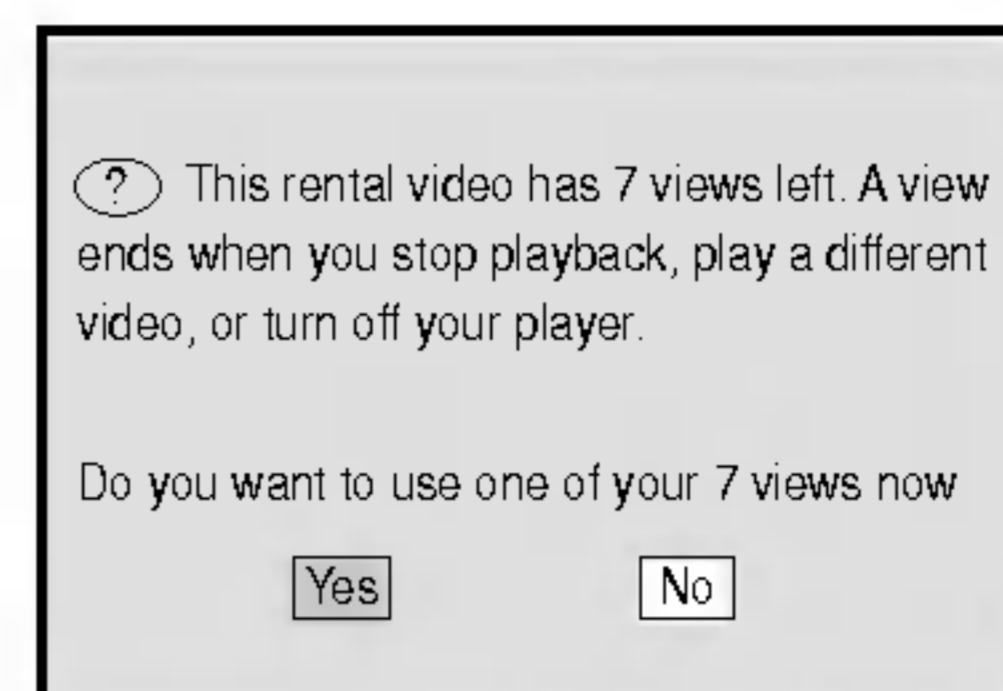 ? This rental video has 7 views left. A view
ends when you stop playback, play a different
video, or turn off your player.
Do you want to use one of your 7 views now
Yes No